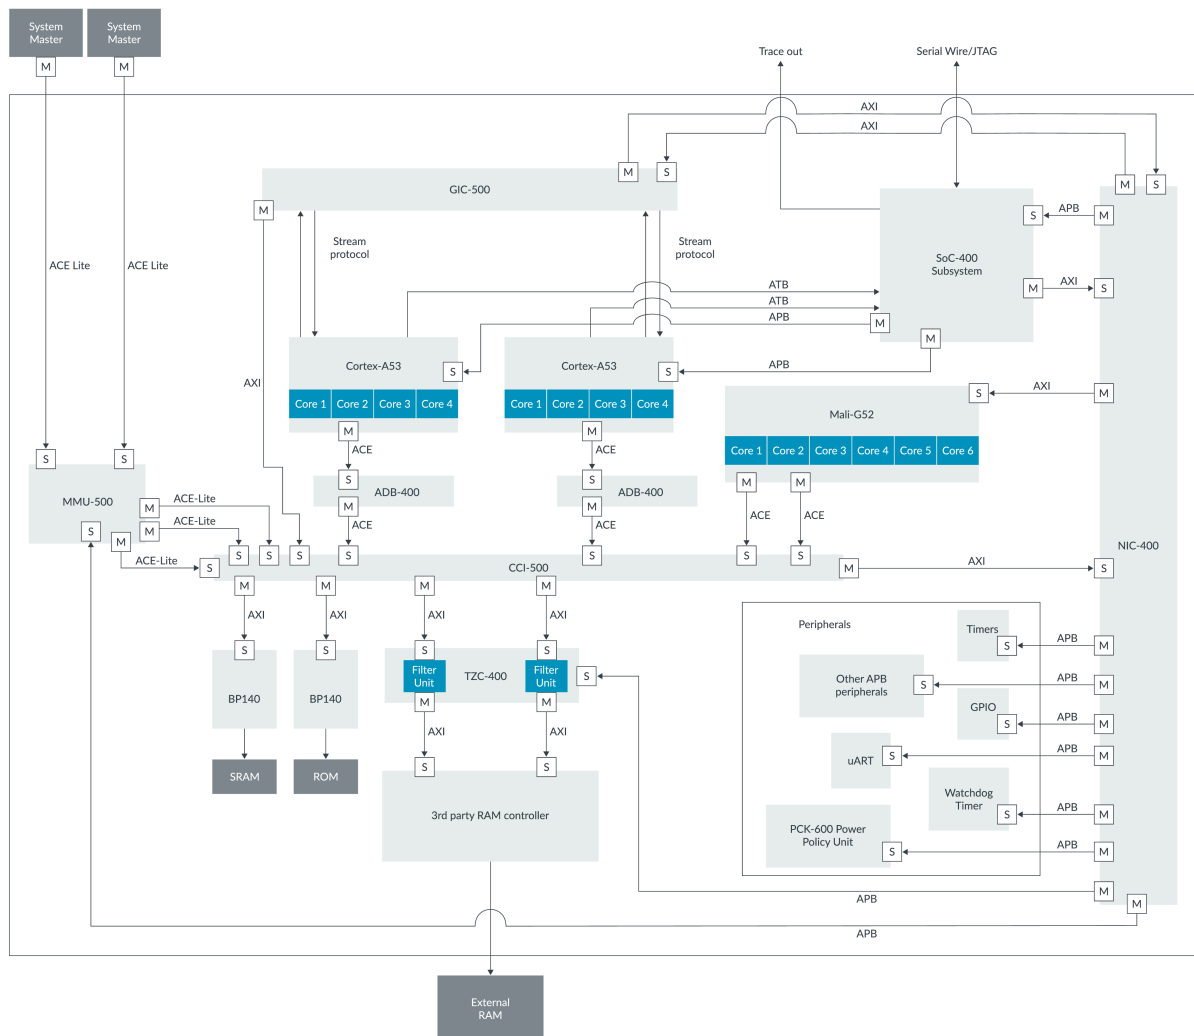 System
Master
System
Master
M
M
Trace out
Serial Wire/JTAG
AXI
AXI
M
S
M
S
GIC-500
M
S
APB
M
Stream
protocol
Stream
protocol
SoC-400
Subsystem
ACE Lite
ACE Lite
ATB
M
AXI
S
ATB
APB
M
M
Cortex-A53
S
Cortex-A53
S
APB
AXI
S
AXI
M
Core 1
Core 2
Core 3
Core 4
Core 1
Core 2
Core 3
Core 4
Mali-G52
M
M
ACE
ACE
Core 1
Core 2
Core 3
Core 4
Core 5
Core 6
S
S
S
S
M
M
ADB-400
ADB-400
MMU-500
M
ACE-Lite
M
M
ACE
ACE
ACE
ACE
S
M
ACE-Lite
M
ACE-Lite
S
S
S
S
S
S
S
S
CCI-500
M
AXI
S
NIC-400
M
M
M
M
AXI
AXI
AXI
AXI
Peripherals
Timers
S
APB
M
S
S
S
S
BP140
BP140
Filter
Unit
TZC-400
Filter
Unit
S
Other APB
peripherals
S
APB
M
M
M
GPIO
S
APB
M
AXI
AXI
uART
S
APB
M
SRAM
ROM
S
S
Watchdog
Timer
S
APB
M
3rd party RAM controller
PCK-600 Power
Policy Unit
S
APB
M
APB
M
M
APB
External
RAM